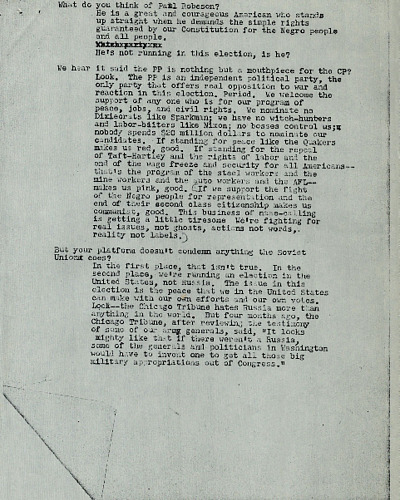 What do you think of Paul Robeson?
He is a great and courageous American who stands
up straight when he demands the simple rights
guaranteed by our Constitution for the Negro people
and all people.
He's not running in this election, is he?
We hear it said the PP is nothing but a mouthpiece for the CP?
Look. The PP is an independent political party, the
only party that offers real opposition to war and
reaction in this election. Period. We welcome the
support of any one who is for our program of
peace, jobs, and civil rights. We nominate no
Dixiecrats like Sparkman; we have no witch-hunters
and labor-baiters like Nixon; no bosses control us;
nobody spends $20 million dollars to nominate our
candidates. If standing for peace like the Quakers
makes us red, good. If standing for the repeal
of Taft-Hartley and the rights of labor and the
end of the wage freeze and security for all Americans--
that's the program of the steel workers and the
mine workers and the auto workers and the AFL--
makes us pink, good. If we support the fight
of the Negro people for representation and the
end of their second class citizenship makes us
communist, good. This business of name-calling
is getting a little tiresome We're fighting for
real issues, not ghosts, actions not words,
reality not labels.
But your platform doesn't condemn anything the Soviet
Unions does?
In the first place, that isn't true. In the
second place, we're running an election in the
United States, not Russia. The issue in this
election is the peace that we in the United States
can make with our own efforts and our own votes.
Look--the Chicago Tribune hates Russia more than
anything in the world. But four months ago, the
Chicago Tribune, after reviewing the testimony
of some of our army generals, said, "It looks
mighty like that if there weren't a Russia,
some of the generals and politicians in Washington
would have to invent one to get all those big
military appropriations out of Congress."